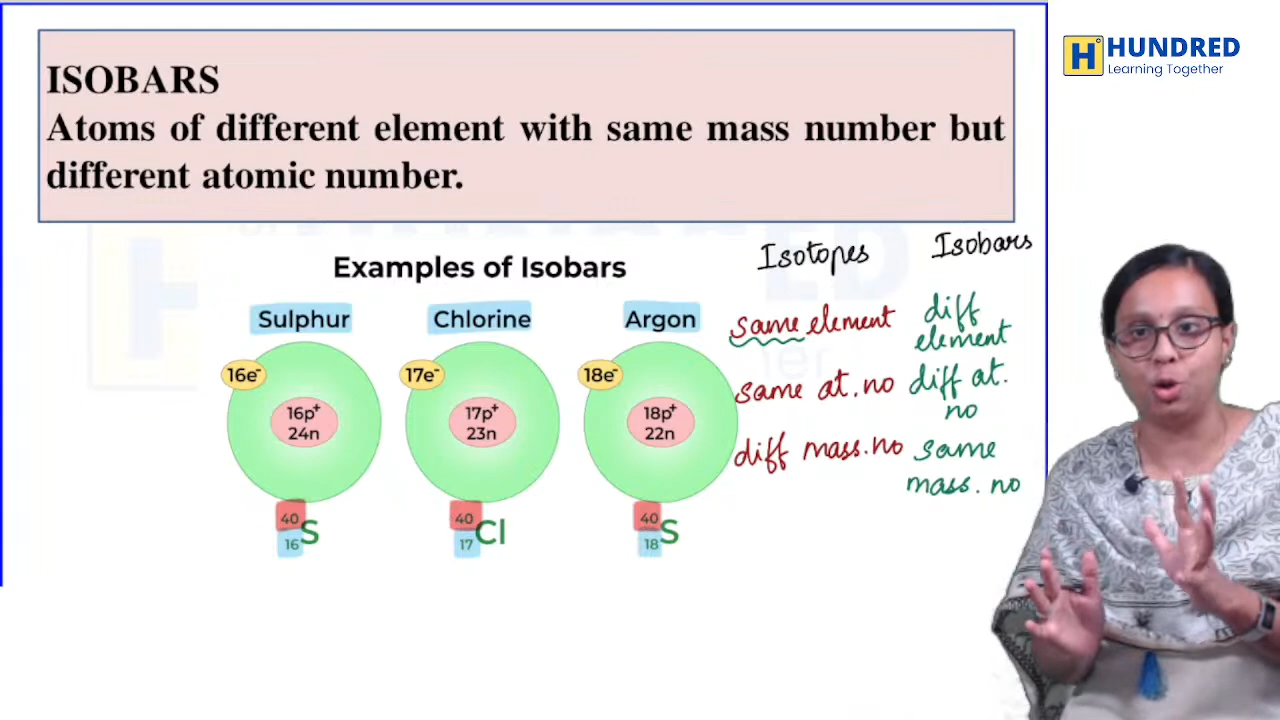 ISOBARS
Atoms of different element with same mass number but
different atomic number.
H° HUNDRED
Learning Together
Examples of Isobars
Sulphur
Chlorine
Argon
16e⁻
17e⁻
18e⁻
16p⁺
24n
17p⁺
23n
18p⁺
22n
40
16 S
40
17 Cl
40
18 S
Isotopes
same element
same at. no
diff mass. no
Isobars
diff
element
diff at.
no
same
mass. no